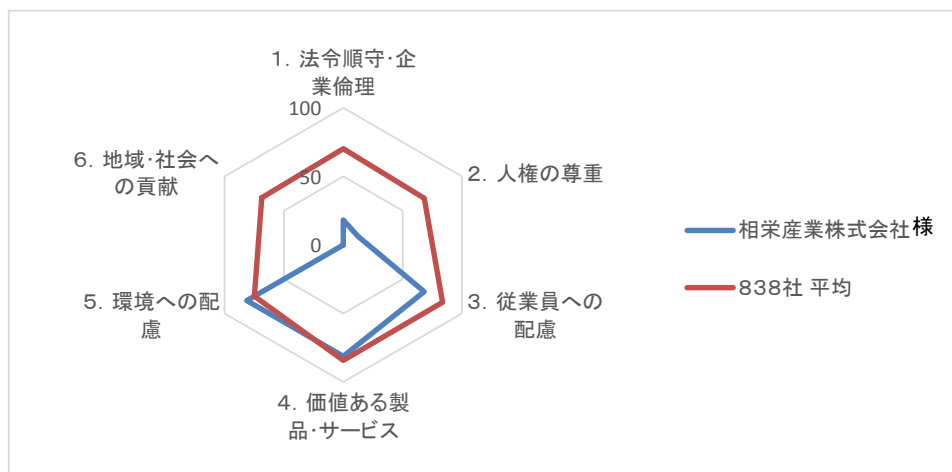 1．法令順守・企
業倫理
100
6．地域・社会へ
の貢献
50
2．人権の尊重
0
相栄産業株式会社様
838社 平均
5．環境への配
慮
3．従業員への
配慮
4．価値ある製
品・サービス